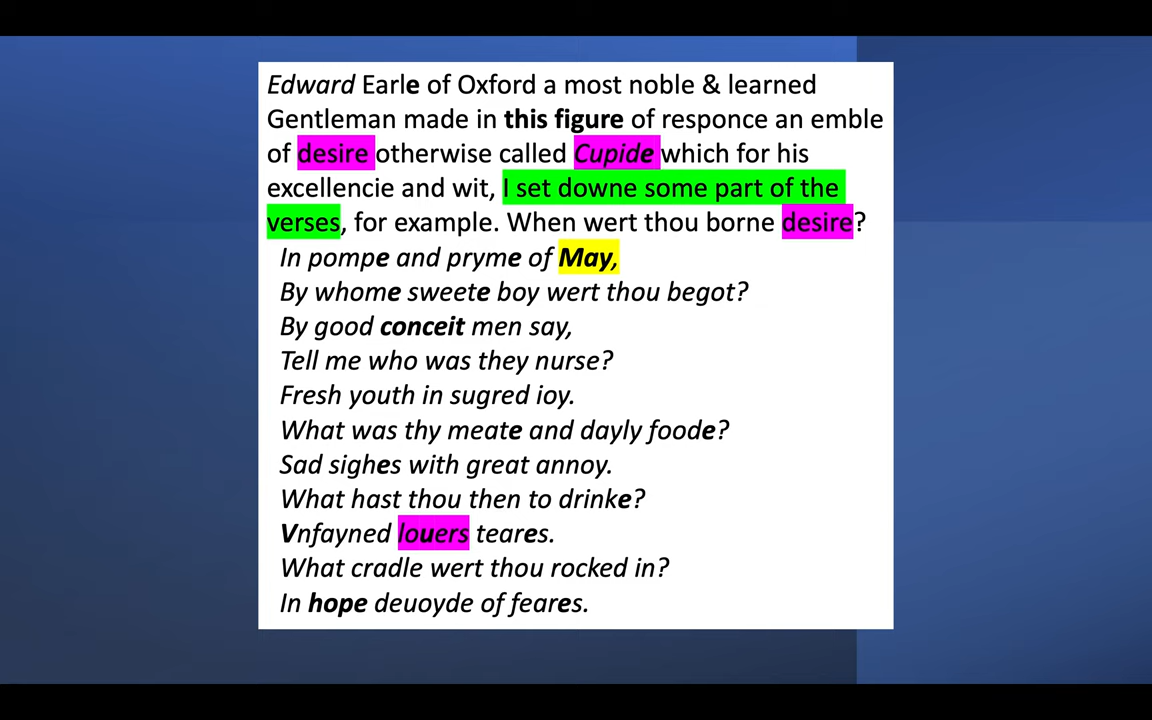 Edward Earle of Oxford a most noble & learned
Gentleman made in this figure of responce an emble
of desire otherwise called Cupide which for his
excellencie and wit, I set downe some part of the
verses, for example. When wert thou borne desire?
In pompe and pryme of May,
By whome sweete boy wert thou begot?
By good conceit men say,
Tell me who was they nurse?
Fresh youth in sugred ioy.
What was thy meate and dayly foode?
Sad sighes with great annoy.
What hast thou then to drinke?
Vnfayned louers teares.
What cradle wert thou rocked in?
In hope deuoyde of feares.